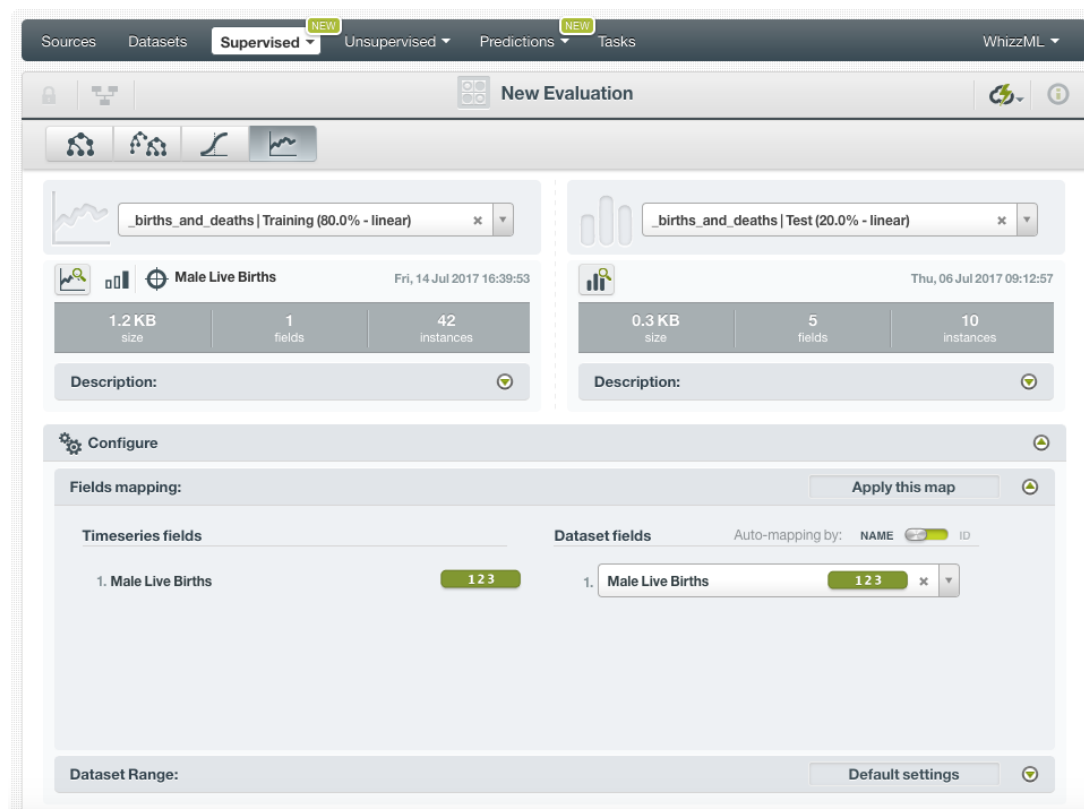 NEW NEW
Sources Datasets Supervised Unsupervised Predictions Tasks WhizzML
New Evaluation
_births_and_deaths | Training (80.0% - linear) _births_and_deaths | Test (20.0% - linear)
Male Live Births Fri, 14 Jul 2017 16:39:53 Thu, 06 Jul 2017 09:12:57
1.2 KB 1 42 0.3 KB 5 10
size fields instances size fields instances
Description: Description:
Configure
Fields mapping: Apply this map
Timeseries fields Dataset fields Auto-mapping by: NAME ID
1. Male Live Births 123 1. Male Live Births 123
Dataset Range: Default settings